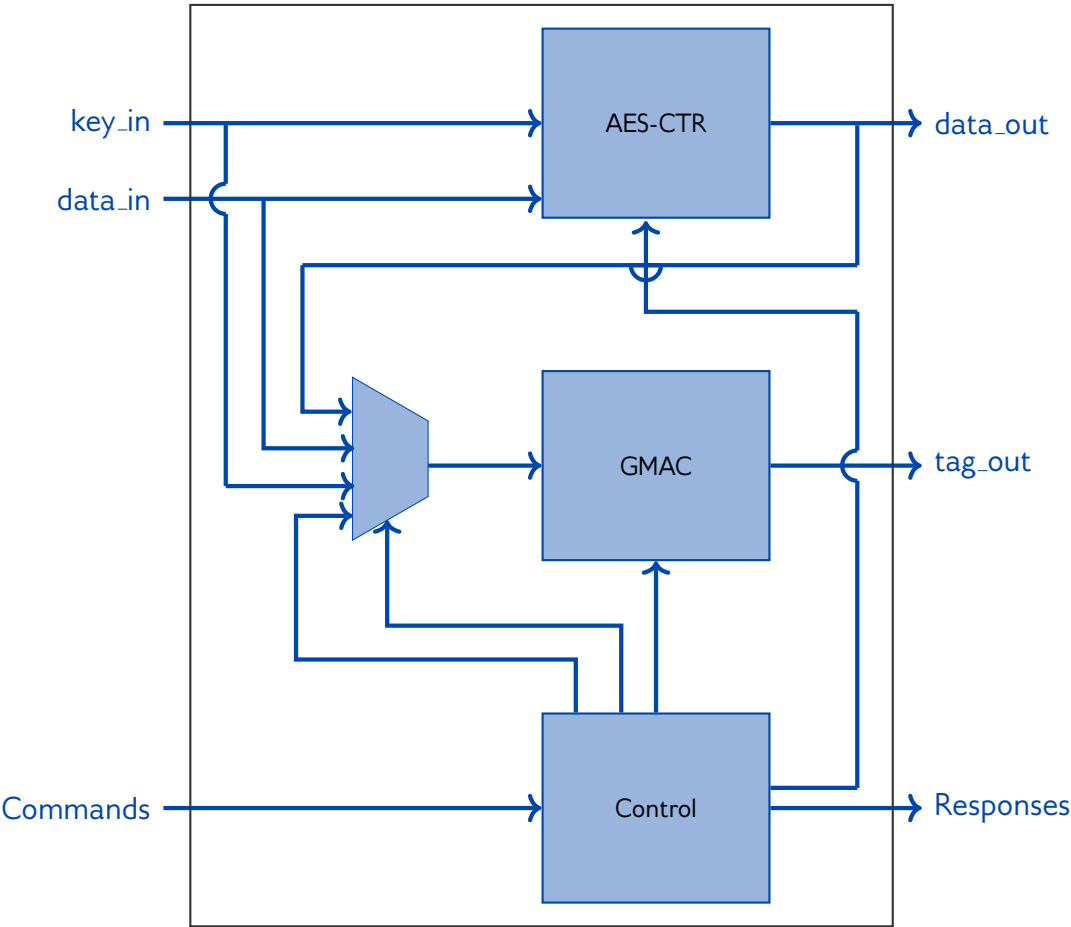 key_in
AES-CTR
data_out
data_in
GMAC
tag_out
Commands
Control
Responses